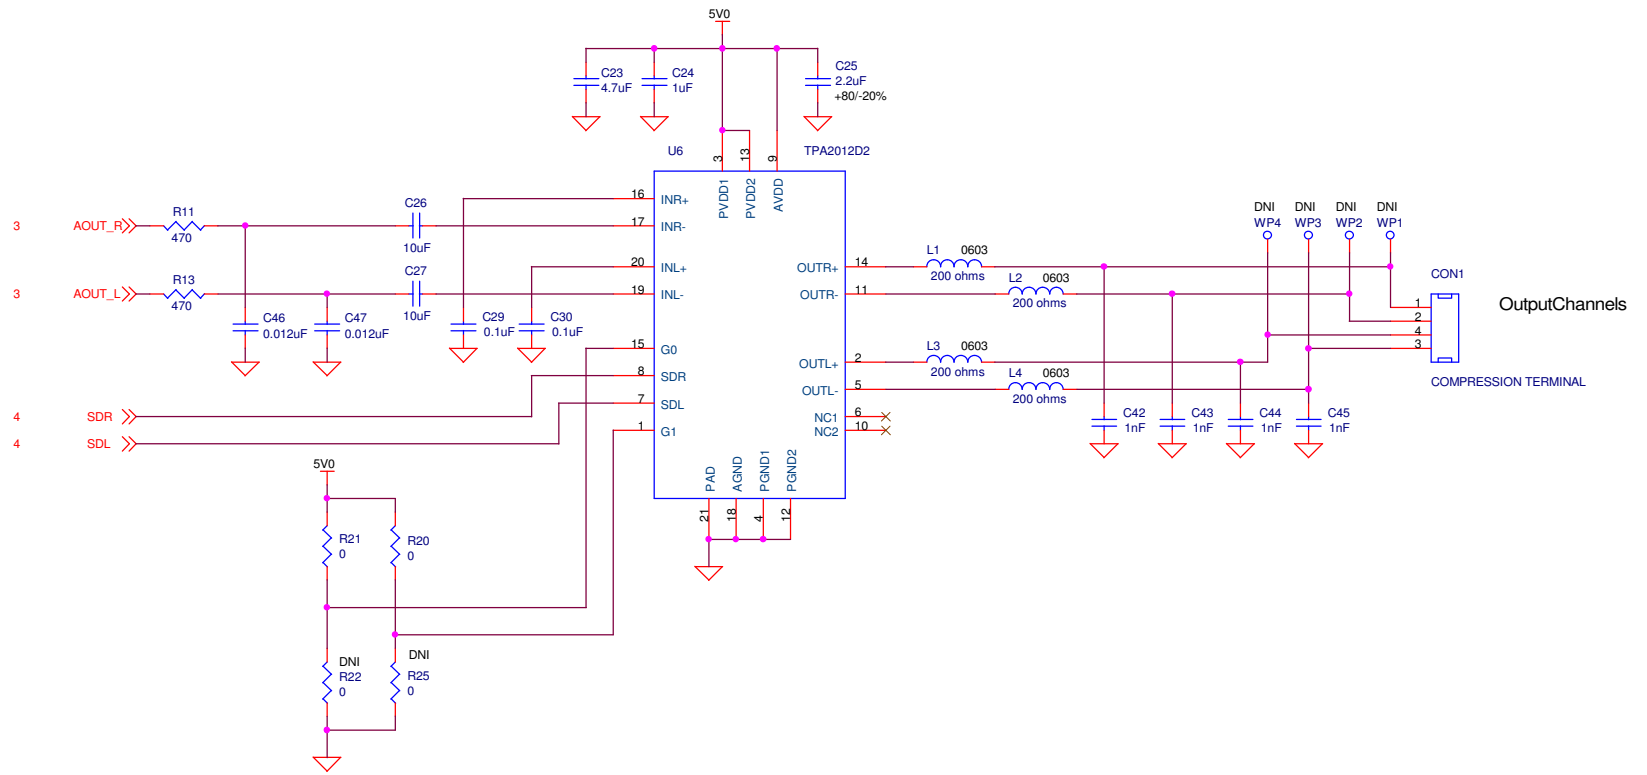 5V0
C23
4.7uF
C24
1uF
C25
2.2uF
+80/-20%
U6
TPA2012D2
3
13
9
PVDD1
PVDD2
AVDD
3
AOUT_R
R11
470
C26
10uF
16
INR+
17
INR-
3
AOUT_L
R13
470
C27
10uF
20
INL+
19
INL-
C46
0.012uF
C47
0.012uF
C29
0.1uF
C30
0.1uF
15
G0
8
SDR
7
SDL
1
G1
4
SDR
4
SDL
OUTR+
14
OUTR-
11
OUTL+
2
OUTL-
5
NC1
6
NC2
10
L1
0603
200 ohms
L2
0603
200 ohms
L3
0603
200 ohms
L4
0603
200 ohms
DNI
WP4
DNI
WP3
DNI
WP2
DNI
WP1
CON1
1
2
4
3
OutputChannels
COMPRESSION TERMINAL
C42
1nF
C43
1nF
C44
1nF
C45
1nF
PAD
AGND
PGND1
PGND2
21
18
4
12
5V0
R21
0
R20
0
DNI
R22
0
DNI
R25
0